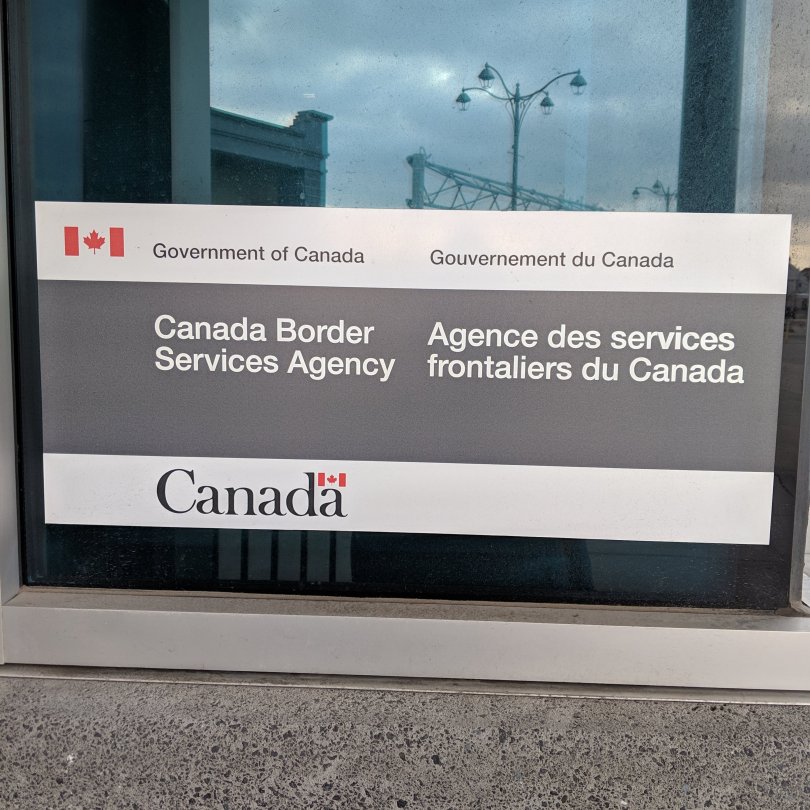 Government of Canada
Gouvernement du Canada
Canada Border
Services Agency
Agence des services
frontaliers du Canada
Canada